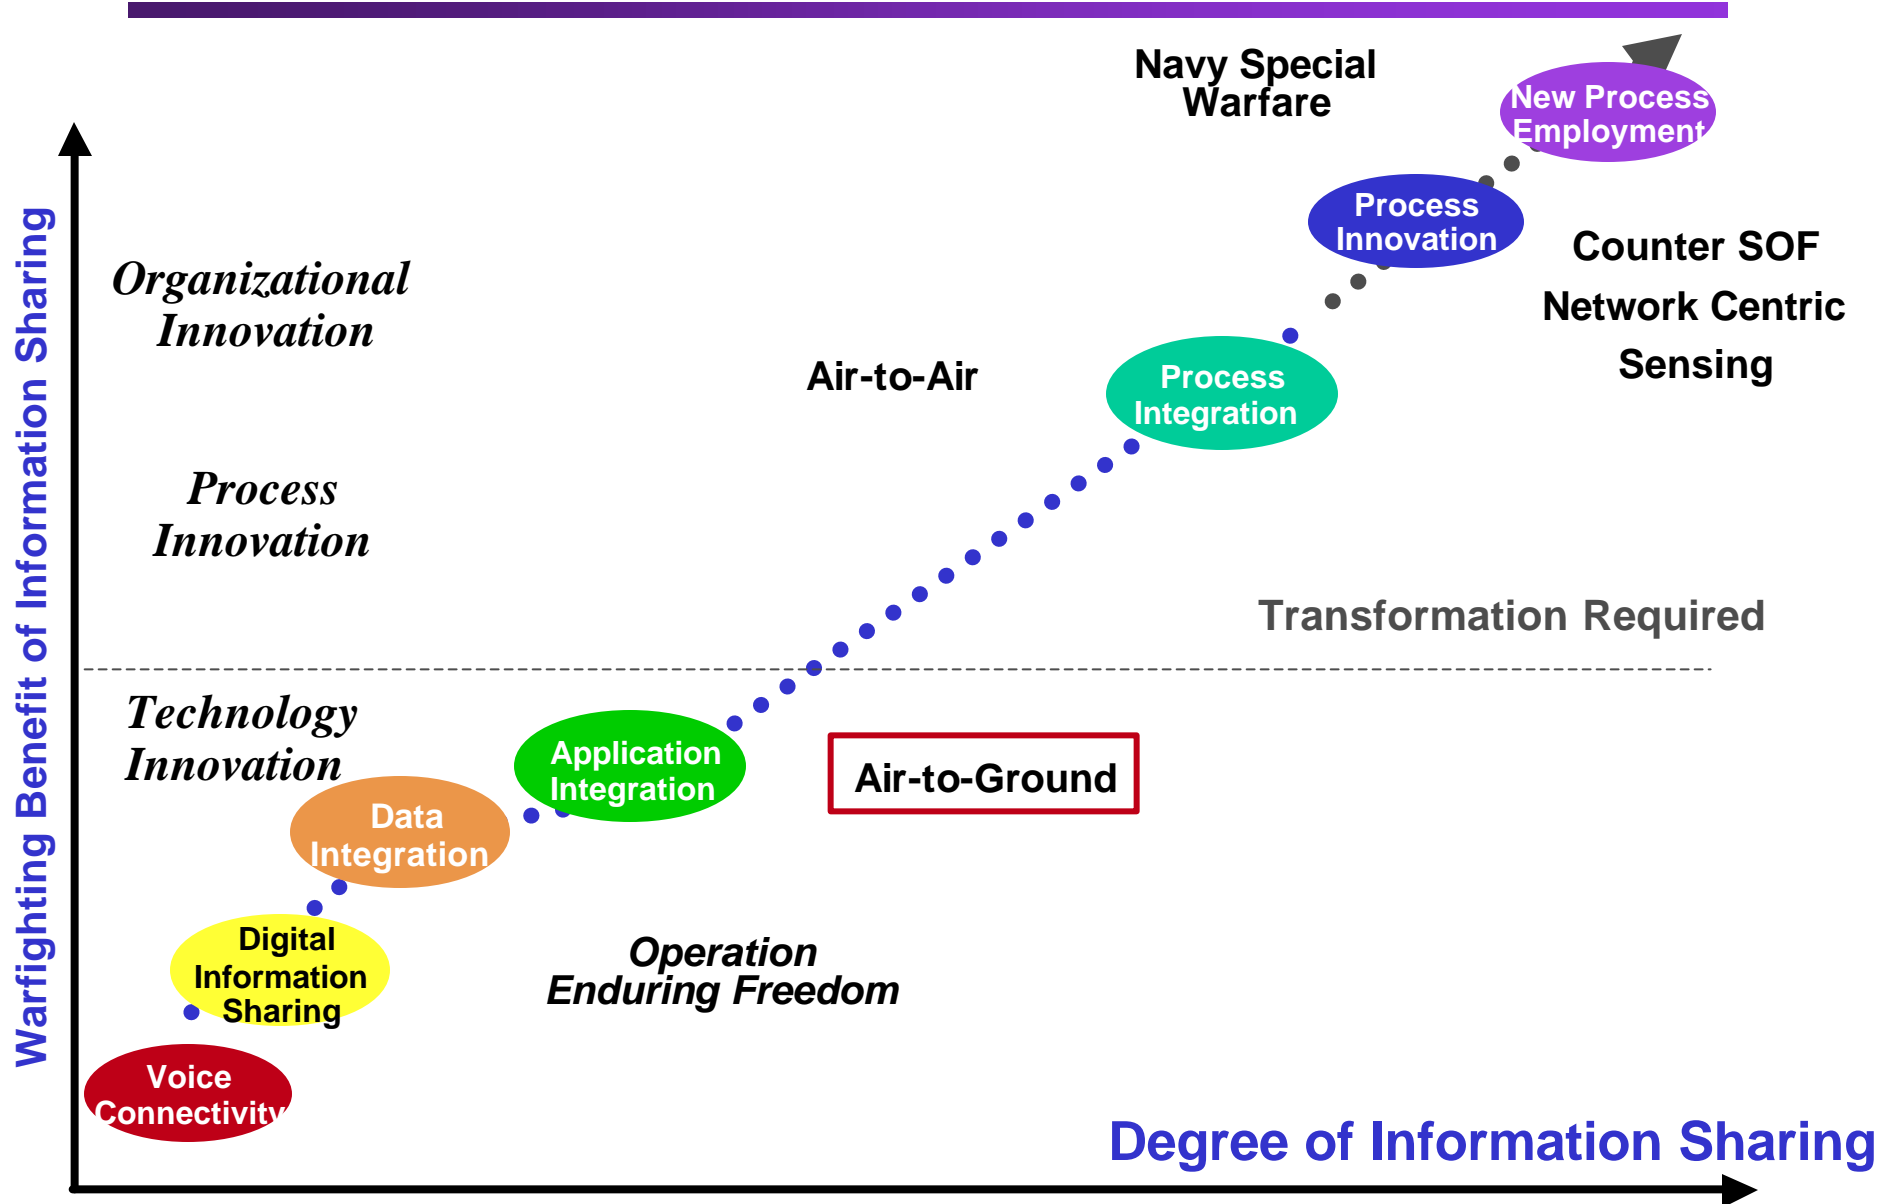 Navy Special
Warfare
New Process
Employment
Process
Innovation
Counter SOF
Network Centric
Sensing
Organizational
Innovation
Air-to-Air
Process
Integration
Process
Innovation
Transformation Required
Technology
Innovation
Application
Integration
Air-to-Ground
Data
Integration
Digital
Information
Sharing
Operation
Enduring Freedom
Voice
Connectivity
Warfighting Benefit of Information Sharing
Degree of Information Sharing